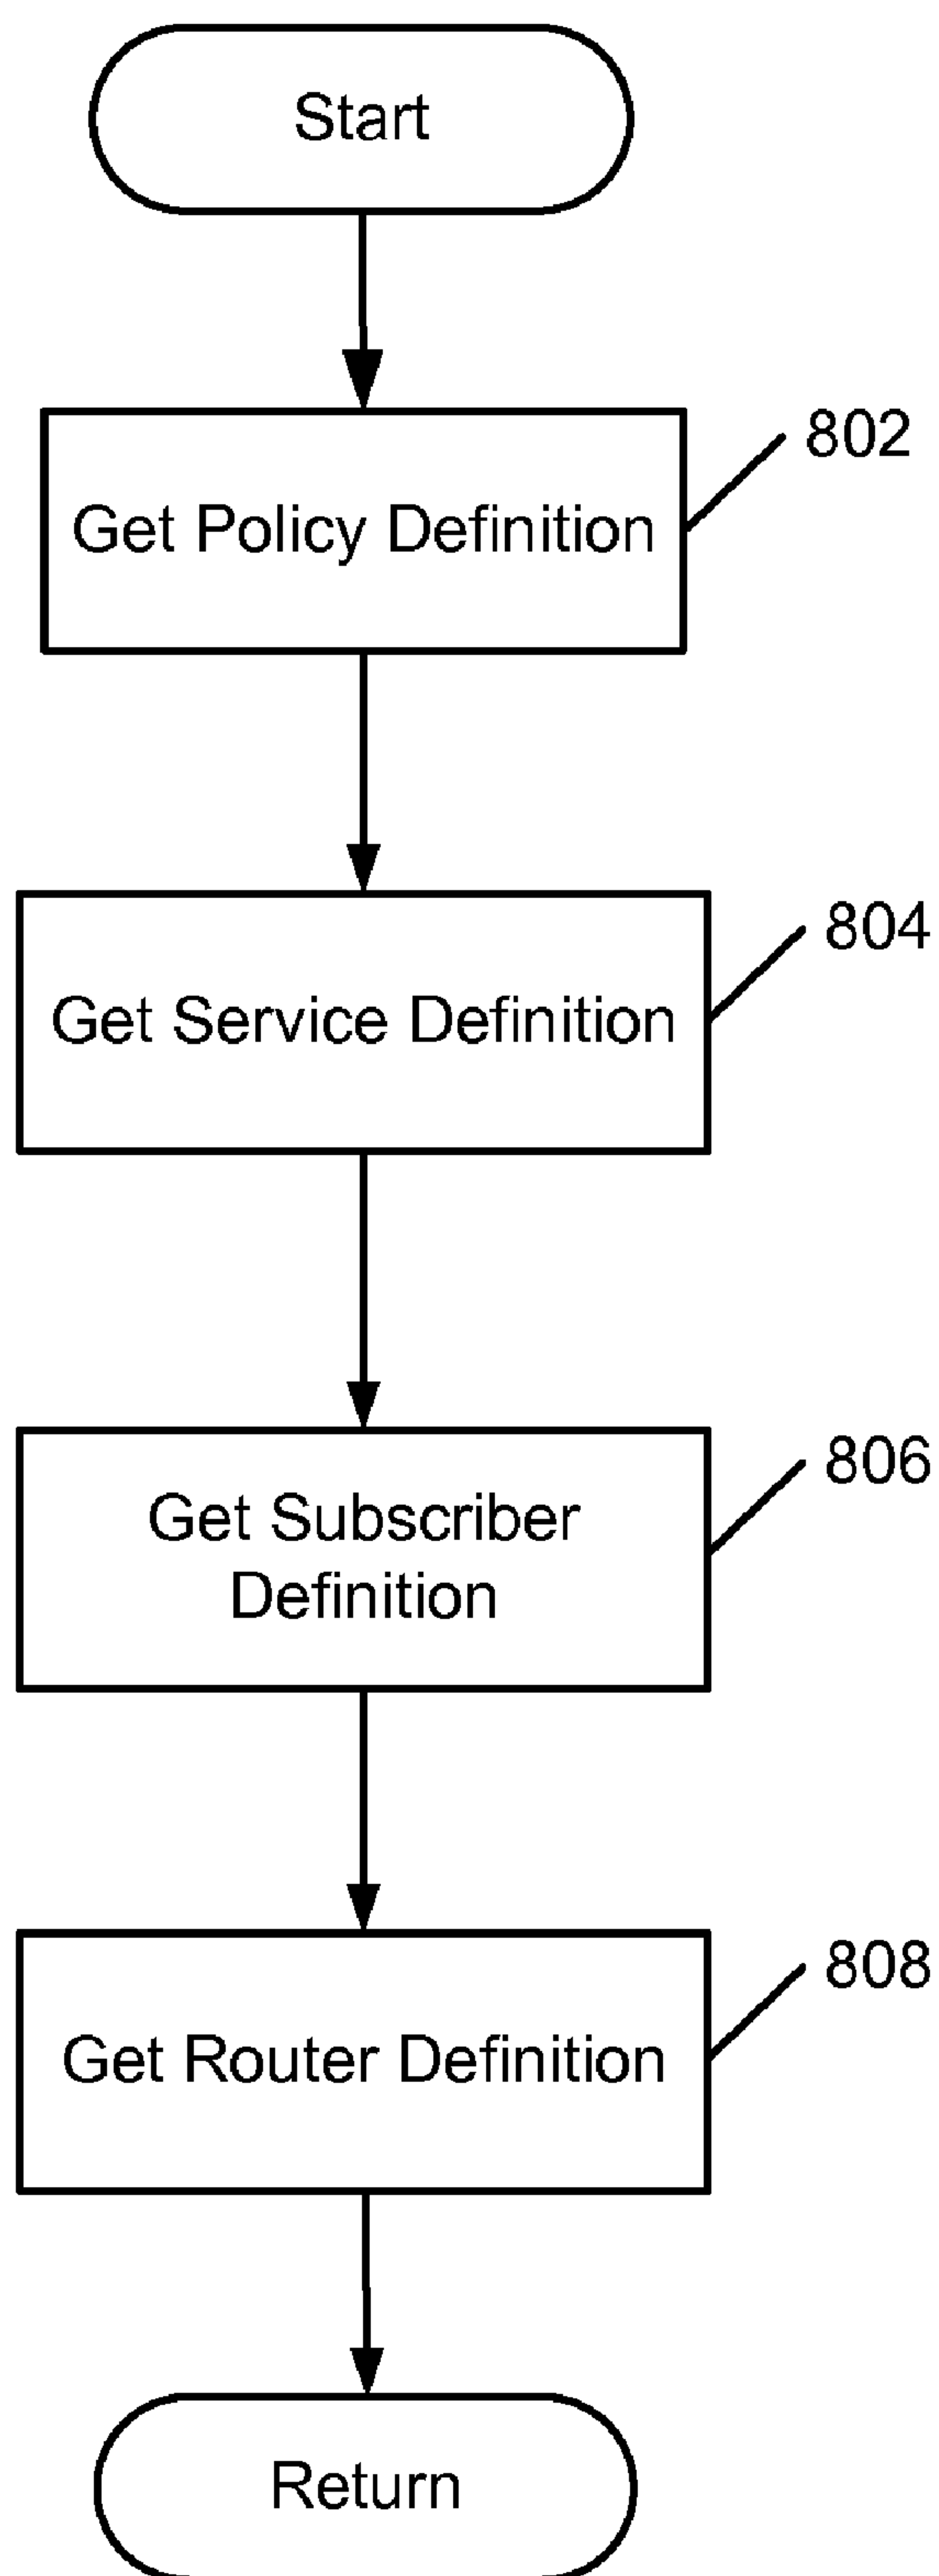 Start
802
Get Policy Definition
804
Get Service Definition
806
Get Subscriber
Definition
808
Get Router Definition
Return